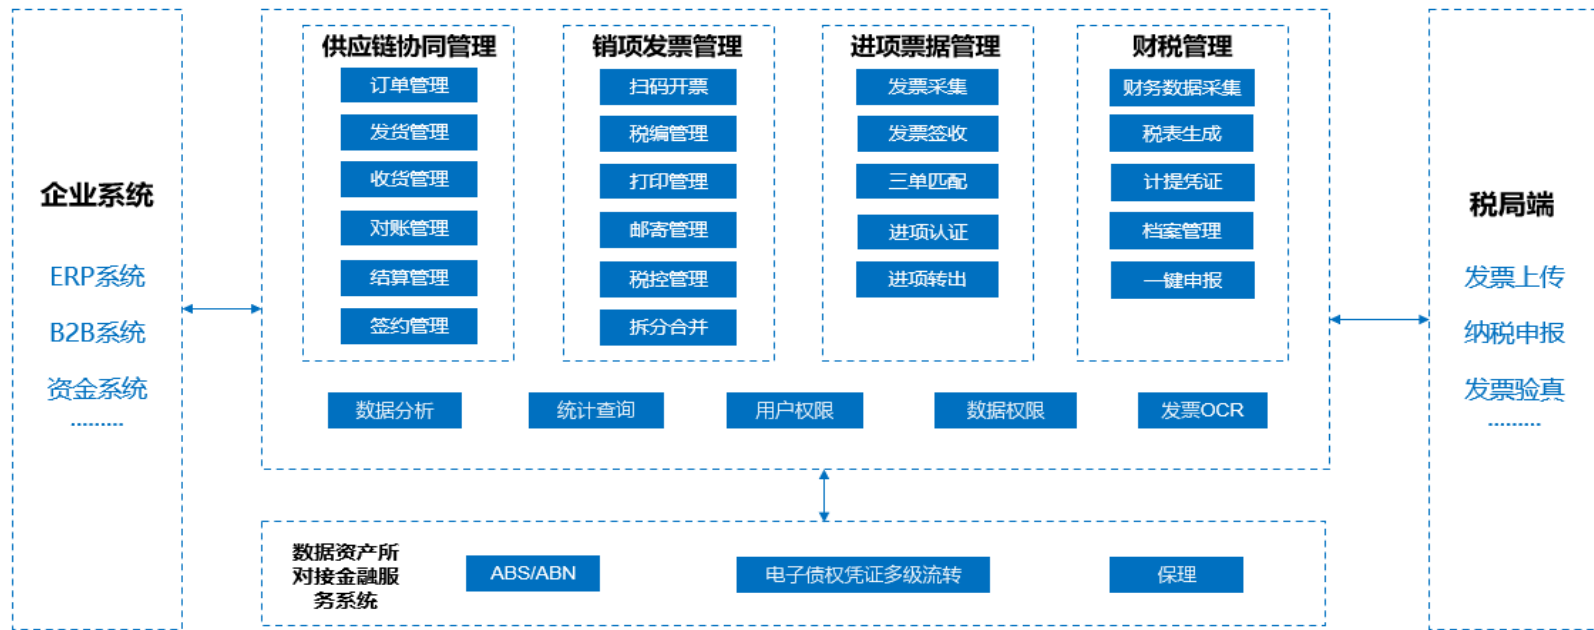 企业系统
ERP系统
B2B系统
资金系统
.........
供应链协同管理
订单管理
发货管理
收货管理
对账管理
结算管理
签约管理
销项发票管理
扫码开票
税编管理
打印管理
邮寄管理
税控管理
拆分合并
进项票据管理
发票采集
发票签收
三单匹配
进项认证
进项转出
财税管理
财务数据采集
税表生成
计提凭证
档案管理
一键申报
数据分析
统计查询
用户权限
数据权限
发票OCR
数据资产所
对接金融服
务系统
ABS/ABN
电子债权凭证多级流转
保理
税局端
发票上传
纳税申报
发票验真
.........